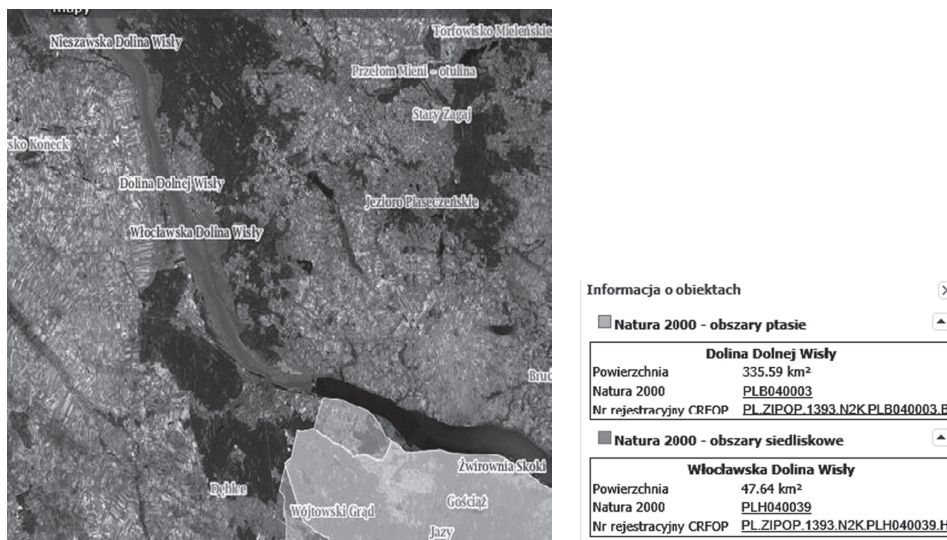 Nieszawska Dolina Wisły
Torfowisko Mieleńskie
Przełom Mieni - otulina
Stary Zagaj
sko Koneck
Dolina Dolnej Wisły
Jezioro Piaseczeńskie
Włocławska Dolina Wisły
Bruc
Żwirownia Skoki
Dębice
Gościąż
Wójtowski Grąd
Jazy
Informacja o obiektach
Natura 2000 - obszary ptasie
Dolina Dolnej Wisły
Powierzchnia 335.59 km²
Natura 2000 PLB040003
Nr rejestracyjny CRFOP PL.ZIPOP.1393.N2K.PLB040003.B
Natura 2000 - obszary siedliskowe
Włocławska Dolina Wisły
Powierzchnia 47.64 km²
Natura 2000 PLH040039
Nr rejestracyjny CRFOP PL.ZIPOP.1393.N2K.PLH040039.H